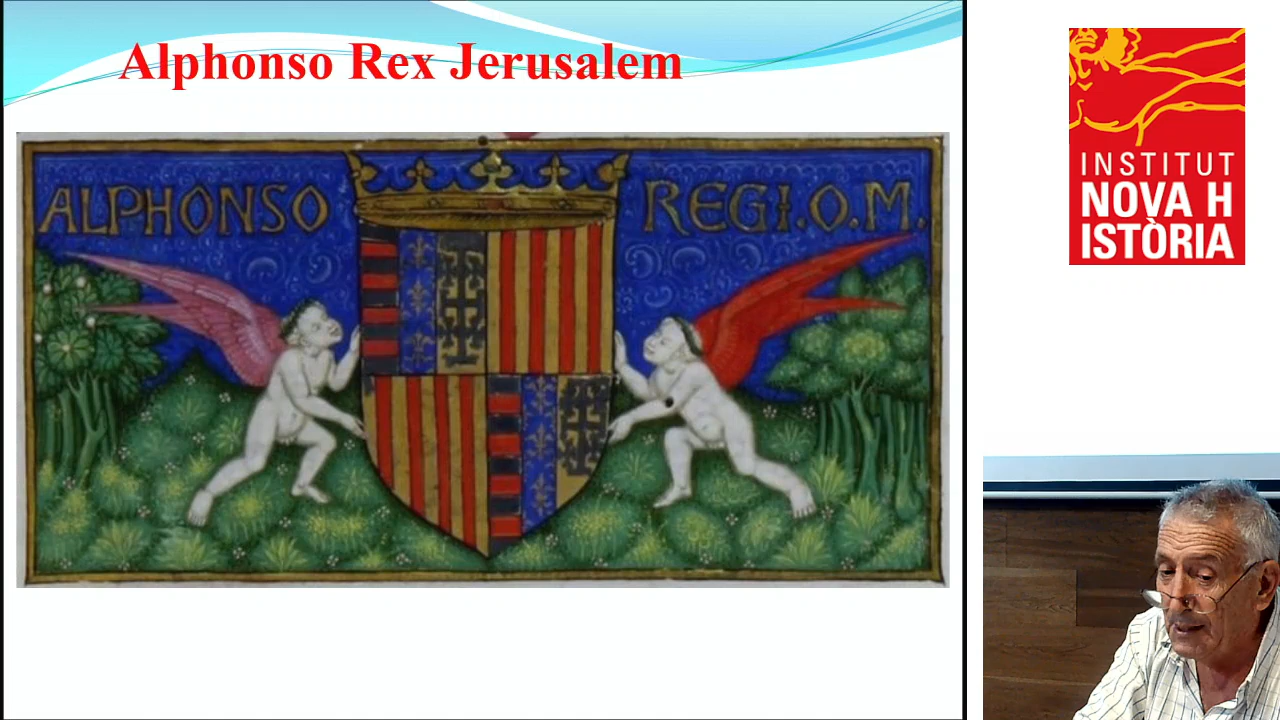 Alphonso Rex Jerusalem
ALPHONSO REGI.O.M.
INSTITUT
NOVA H
ISTÒRIA